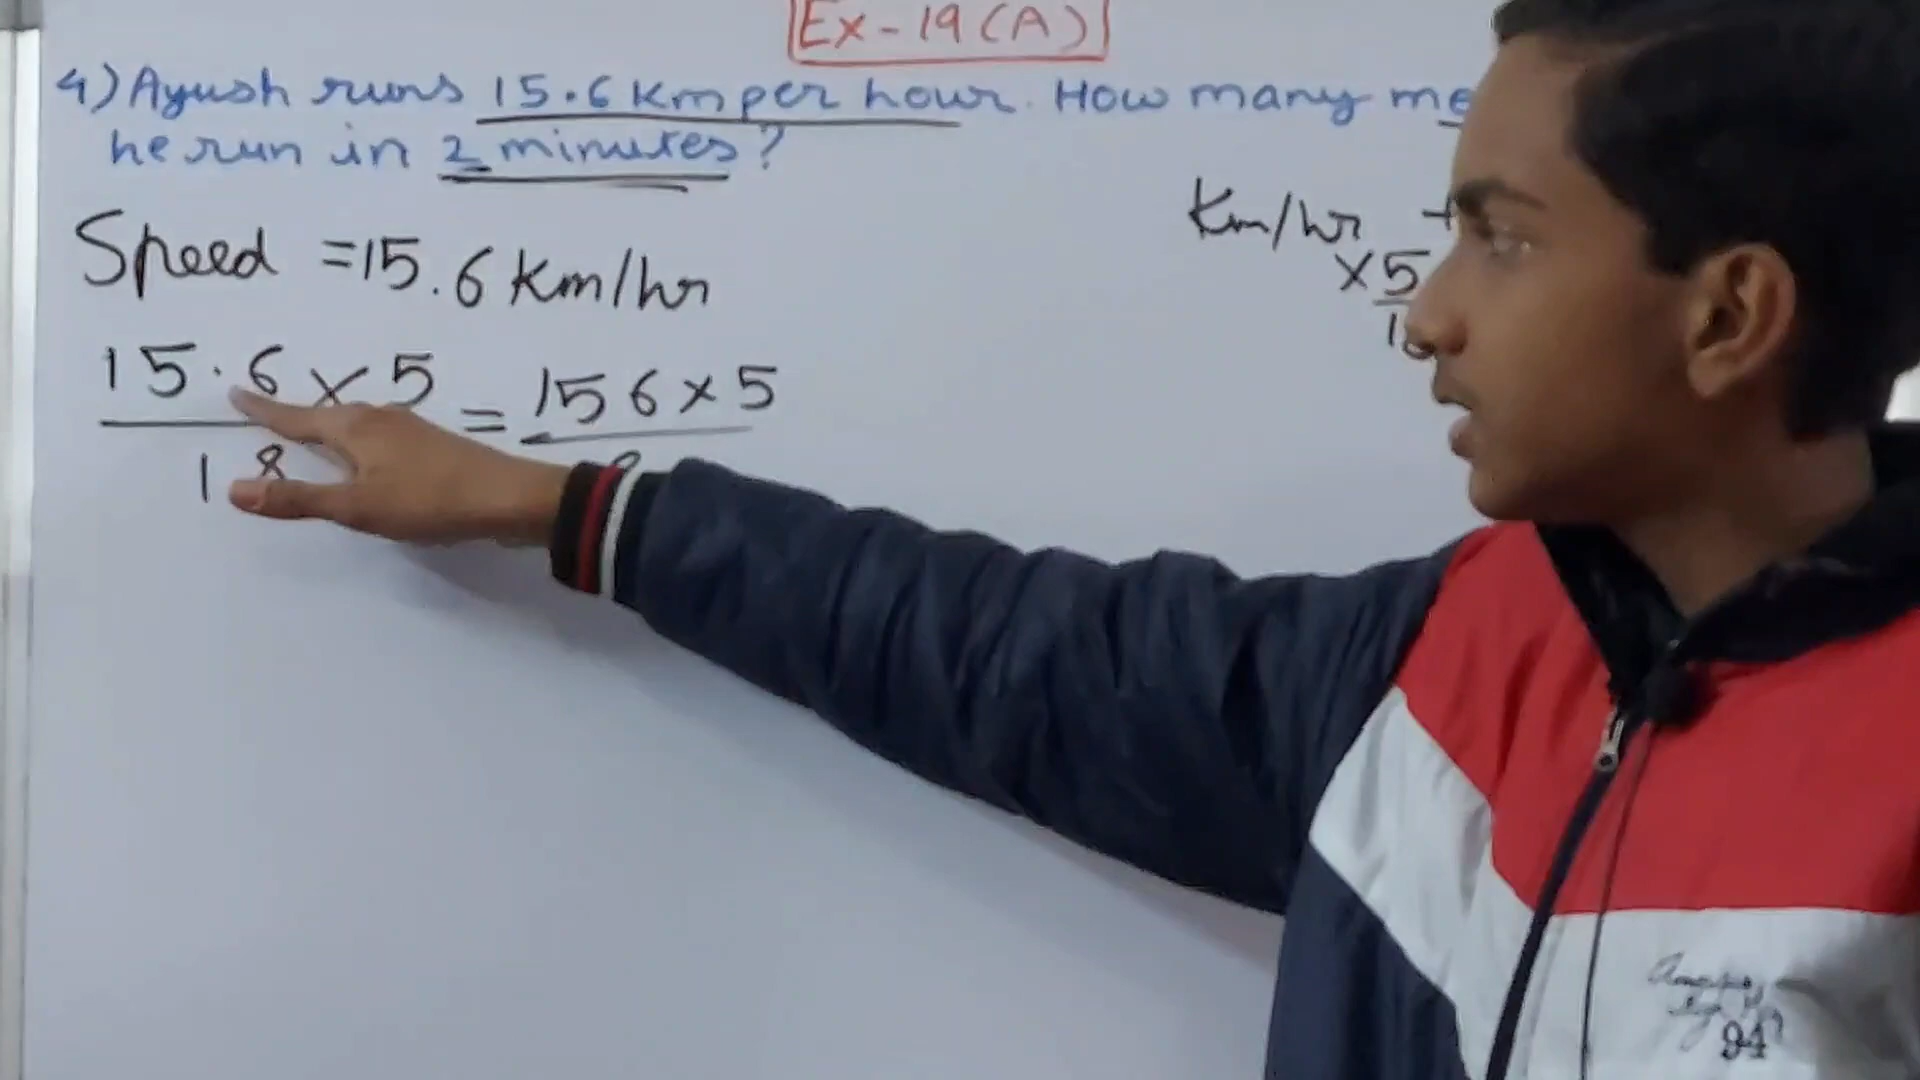 Ex-19(A)
4) Ayush runs 15.6 Km per hour. How many me
he run in 2 minutes?
Km/hr
×5
Speed =15.6 Km/hr
15.6×5 = 156×5
18
94